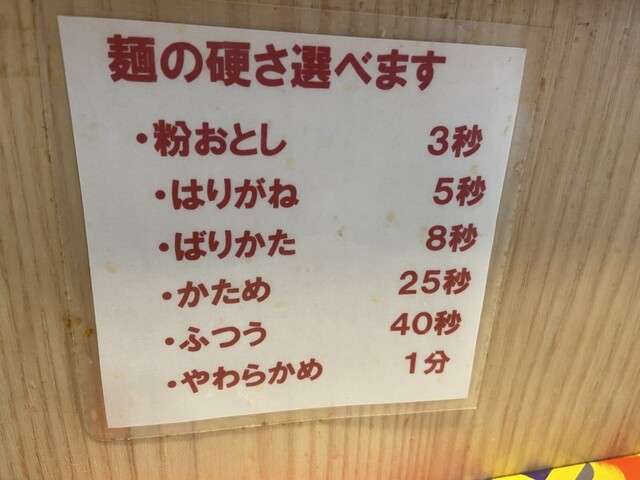 麺の硬さ選べます
・粉おとし 3秒
・はりがね 5秒
・ばりかた 8秒
・かため 25秒
・ふつう 40秒
・やわらかめ 1分